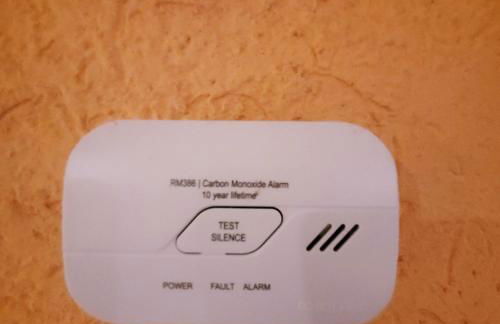 RM386 | Carbon Monoxide Alarm
10 year lifetime
TEST
SILENCE
POWER FAULT ALARM